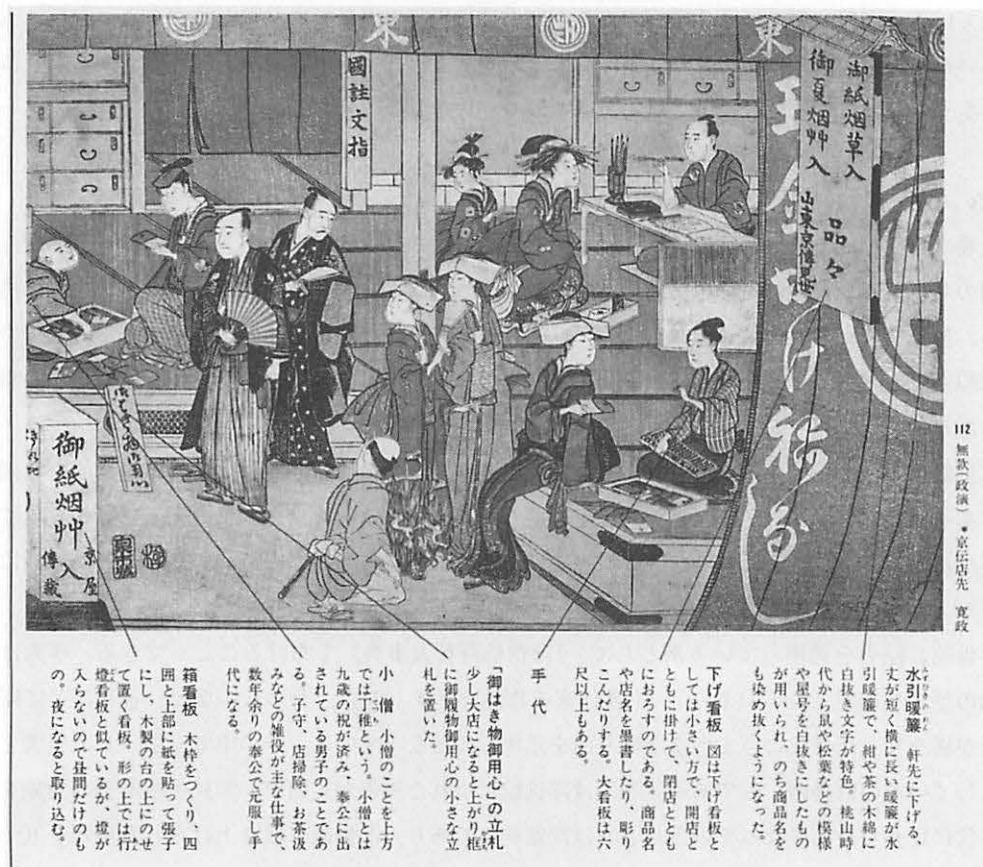 東
東
國註文指
御紙烟草入
御夏烟艸入
品々
山東京傳見世
御紙烟艸入
京屋
傳蔵
112 無款(政演) ●京伝店先 寛政
水引暖簾 軒先に下げる、
丈が短く横に長い暖簾が水
引暖簾で、紺や茶の木綿に
白抜き文字が特色。桃山時
代から鼠や松葉などの模様
や屋号を白抜きにしたもの
が用いられ、のち商品名を
も染め抜くようになった。
下げ看板 図は下げ看板と
しては小さい方で、開店と
ともに掛けて、閉店ととも
におろすのである。商品名
や店名を墨書したり、彫り
こんだりする。大看板は六
尺以上もある。
手代
「御はき物御用心」の立札
少し大店になると上がり框
に御履物御用心の小さな立
札を置いた。
小僧 小僧のことを上方
では丁稚という。小僧は八
九歳の祝が済み、奉公に出
されている男子のことであ
る。子守、店掃除、お茶汲
みなどの雑役が主な仕事で、
数年余りの奉公で元服し手
代になる。
箱看板 木枠をつくり、四
囲と上部に紙を貼って張子
にし、木製の台の上にのせ
て置く看板。形の上では行
燈看板と似ているが、燈が
入らないので昼間だけのも
の。夜になると取り込む。